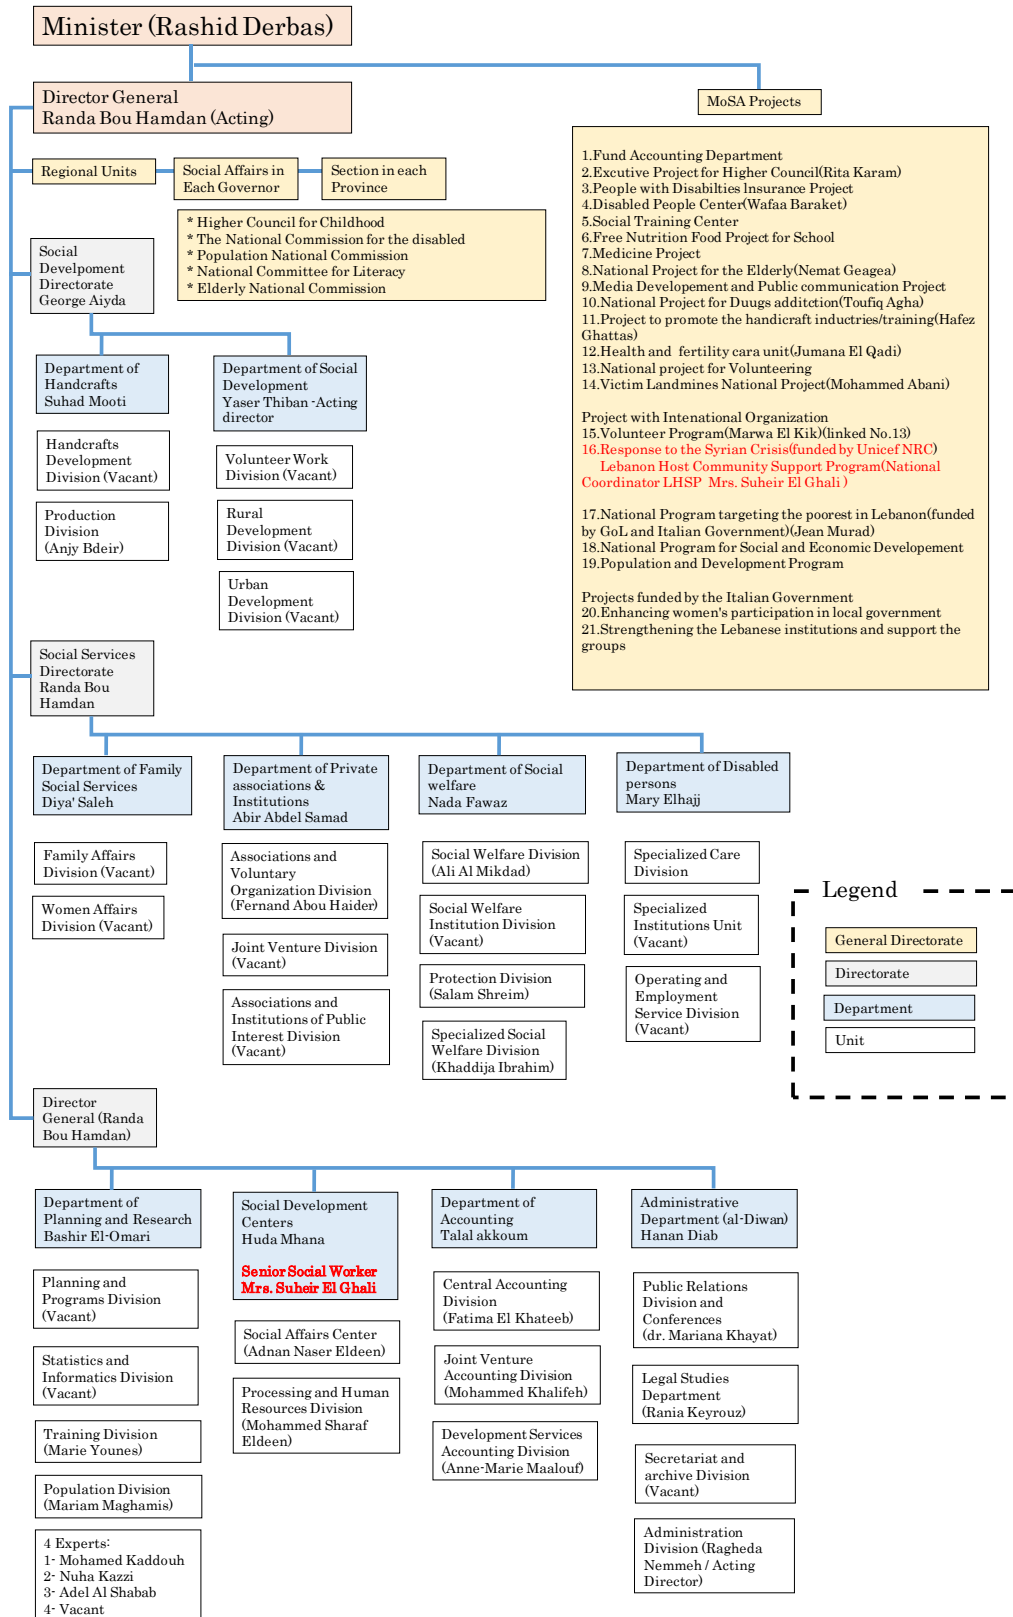 Minister (Rashid Derbas)
Director General
Randa Bou Hamdan (Acting)
MoSA Projects
Regional Units
Social Affairs in
Each Governor
Section in each
Province
* Higher Council for Childhood
* The National Commission for the disabled
* Population National Commission
* National Committee for Literacy
* Elderly National Commission
1.Fund Accounting Department
2.Excutive Project for Higher Council(Rita Karam)
3.People with Disabilties Insurance Project
4.Disabled People Center(Wafaa Baraket)
5.Social Training Center
6.Free Nutrition Food Project for School
7.Medicine Project
8.National Project for the Elderly(Nemat Geagea)
9.Media Developement and Public communication Project
10.National Project for Duugs additction(Toufiq Agha)
11.Project to promote the handicraft inductries/training(Hafez
Ghattas)
12.Health and fertility cara unit(Jumana El Qadi)
13.National project for Volunteering
14.Victim Landmines National Project(Mohammed Abani)
Project with Intenational Organization
15.Volunteer Program(Marwa El Kik)(linked No.13)
16.Response to the Syrian Crisis(funded by Unicef NRC)
Lebanon Host Community Support Program(National
Coordinator LHSP Mrs. Suheir El Ghali )
17.National Program targeting the poorest in Lebanon(funded
by GoL and Italian Government)(Jean Murad)
18.National Program for Social and Economic Developement
19.Population and Development Program
Projects funded by the Italian Government
20.Enhancing women's participation in local government
21.Strengthening the Lebanese institutions and support the
groups
Social
Develpoment
Directorate
George Aiyda
Department of
Handcrafts
Suhad Mooti
Department of Social
Development
Yaser Thiban -Acting
director
Handcrafts
Development
Division (Vacant)
Production
Division
(Anjy Bdeir)
Volunteer Work
Division (Vacant)
Rural
Development
Division (Vacant)
Urban
Development
Division (Vacant)
Social Services
Directorate
Randa Bou
Hamdan
Department of Family
Social Services
Diya' Saleh
Department of Private
associations &
Institutions
Abir Abdel Samad
Department of Social
welfare
Nada Fawaz
Department of Disabled
persons
Mary Elhajj
Family Affairs
Division (Vacant)
Women Affairs
Division (Vacant)
Associations and
Voluntary
Organization Division
(Fernand Abou Haider)
Joint Venture Division
(Vacant)
Associations and
Institutions of Public
Interest Division
(Vacant)
Social Welfare Division
(Ali Al Mikdad)
Social Welfare
Institution Division
(Vacant)
Protection Division
(Salam Shreim)
Specialized Social
Welfare Division
(Khaddija Ibrahim)
Specialized Care
Division
Specialized
Institutions Unit
(Vacant)
Operating and
Employment
Service Division
(Vacant)
Legend
General Directorate
Directorate
Department
Unit
Director
General (Randa
Bou Hamdan)
Department of
Planning and Research
Bashir El-Omari
Social Development
Centers
Huda Mhana
Senior Social Worker
Mrs. Suheir El Ghali
Department of
Accounting
Talal akkoum
Administrative
Department (al-Diwan)
Hanan Diab
Planning and
Programs Division
(Vacant)
Statistics and
Informatics Division
(Vacant)
Training Division
(Marie Younes)
Population Division
(Mariam Maghamis)
4 Experts:
1- Mohamed Kaddouh
2- Nuha Kazzi
3- Adel Al Shabab
4- Vacant
Social Affairs Center
(Adnan Naser Eldeen)
Processing and Human
Resources Division
(Mohammed Sharaf
Eldeen)
Central Accounting
Division
(Fatima El Khateeb)
Joint Venture
Accounting Division
(Mohammed Khalifeh)
Development Services
Accounting Division
(Anne-Marie Maalouf)
Public Relations
Division and
Conferences
(dr. Mariana Khayat)
Legal Studies
Department
(Rania Keyrouz)
Secretariat and
archive Division
(Vacant)
Administration
Division (Ragheda
Nemmeh / Acting
Director)